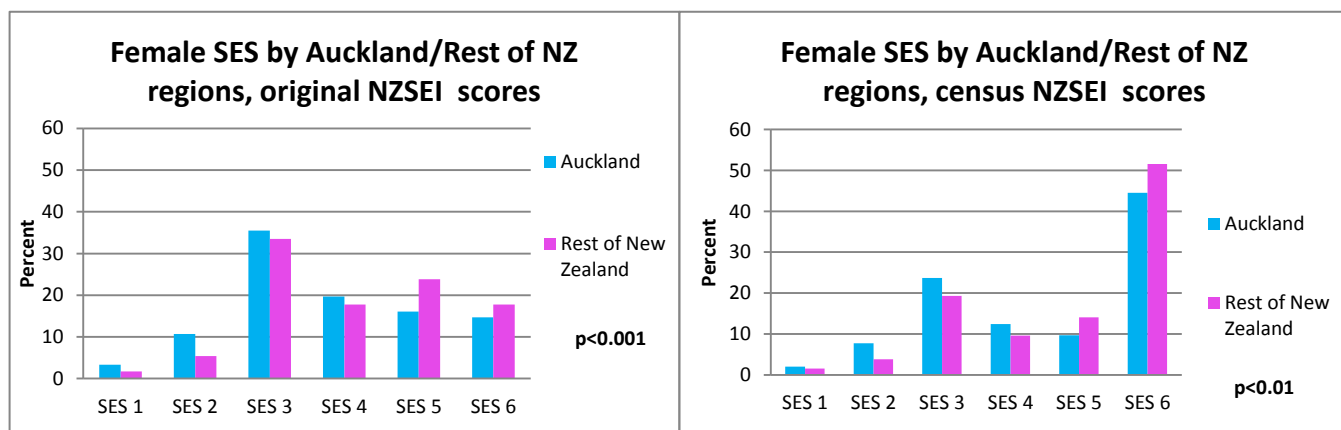 Female SES by Auckland/Rest of NZ
regions, original NZSEI scores
60
50
40
30
20
10
0
Percent
SES 1 SES 2 SES 3 SES 4 SES 5 SES 6
Auckland
Rest of New
Zealand
p<0.001
Female SES by Auckland/Rest of NZ
regions, census NZSEI scores
60
50
40
30
20
10
0
Percent
SES 1 SES 2 SES 3 SES 4 SES 5 SES 6
Auckland
Rest of New
Zealand
p<0.01